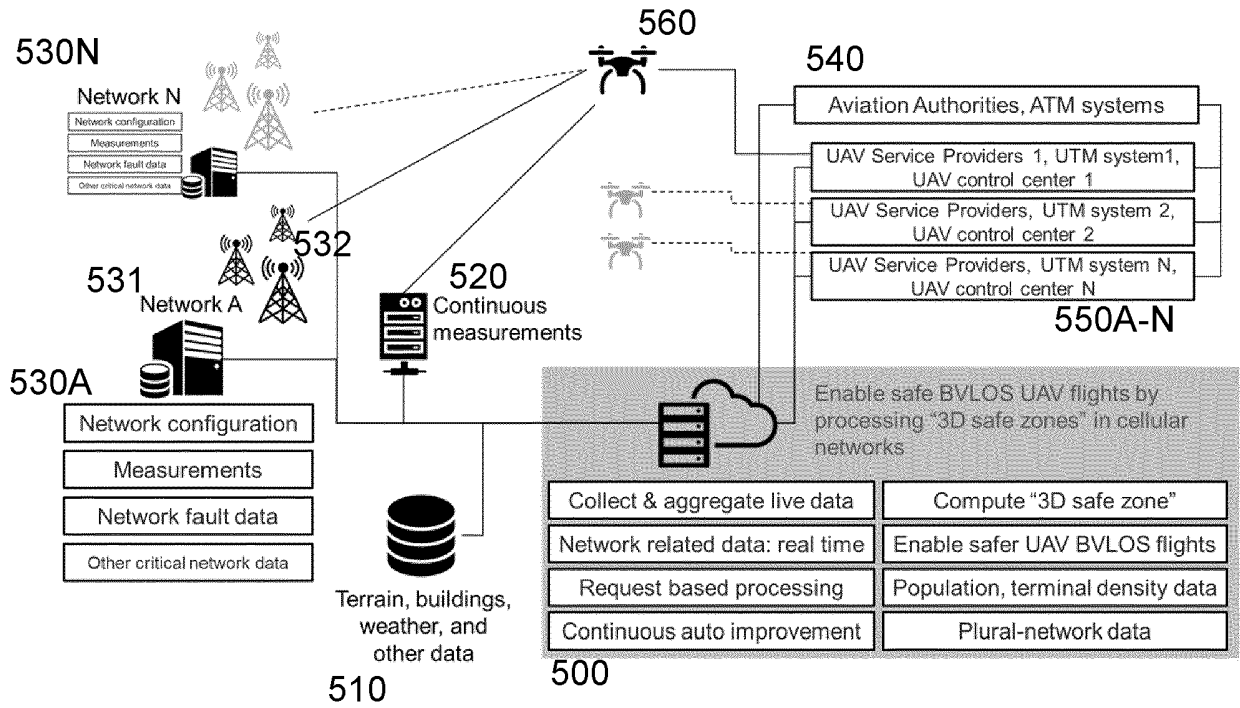 530N
Network N
Network configuration
Measurements
Network fault data
Other critical network data
560
540
Aviation Authorities, ATM systems
UAV Service Providers 1, UTM system1,
UAV control center 1
UAV Service Providers, UTM system 2,
UAV control center 2
UAV Service Providers, UTM system N,
UAV control center N
550A-N
532
531
Network A
530A
Network configuration
Measurements
Network fault data
Other critical network data
520
Continuous
measurements
Terrain, buildings,
weather, and
other data
510
Enable safe BVLOS UAV flights by
processing “3D safe zones” in cellular
networks
Collect & aggregate live data
Compute “3D safe zone”
Network related data: real time
Enable safer UAV BVLOS flights
Request based processing
Population, terminal density data
Continuous auto improvement
Plural-network data
500